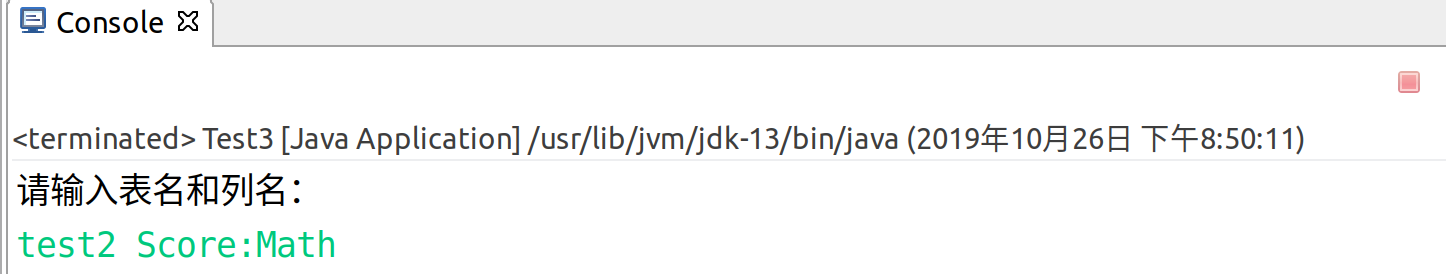 Console
<terminated> Test3 [Java Application] /usr/lib/jvm/jdk-13/bin/java (2019年10月26日 下午8:50:11)
请输入表名和列名：
test2 Score:Math